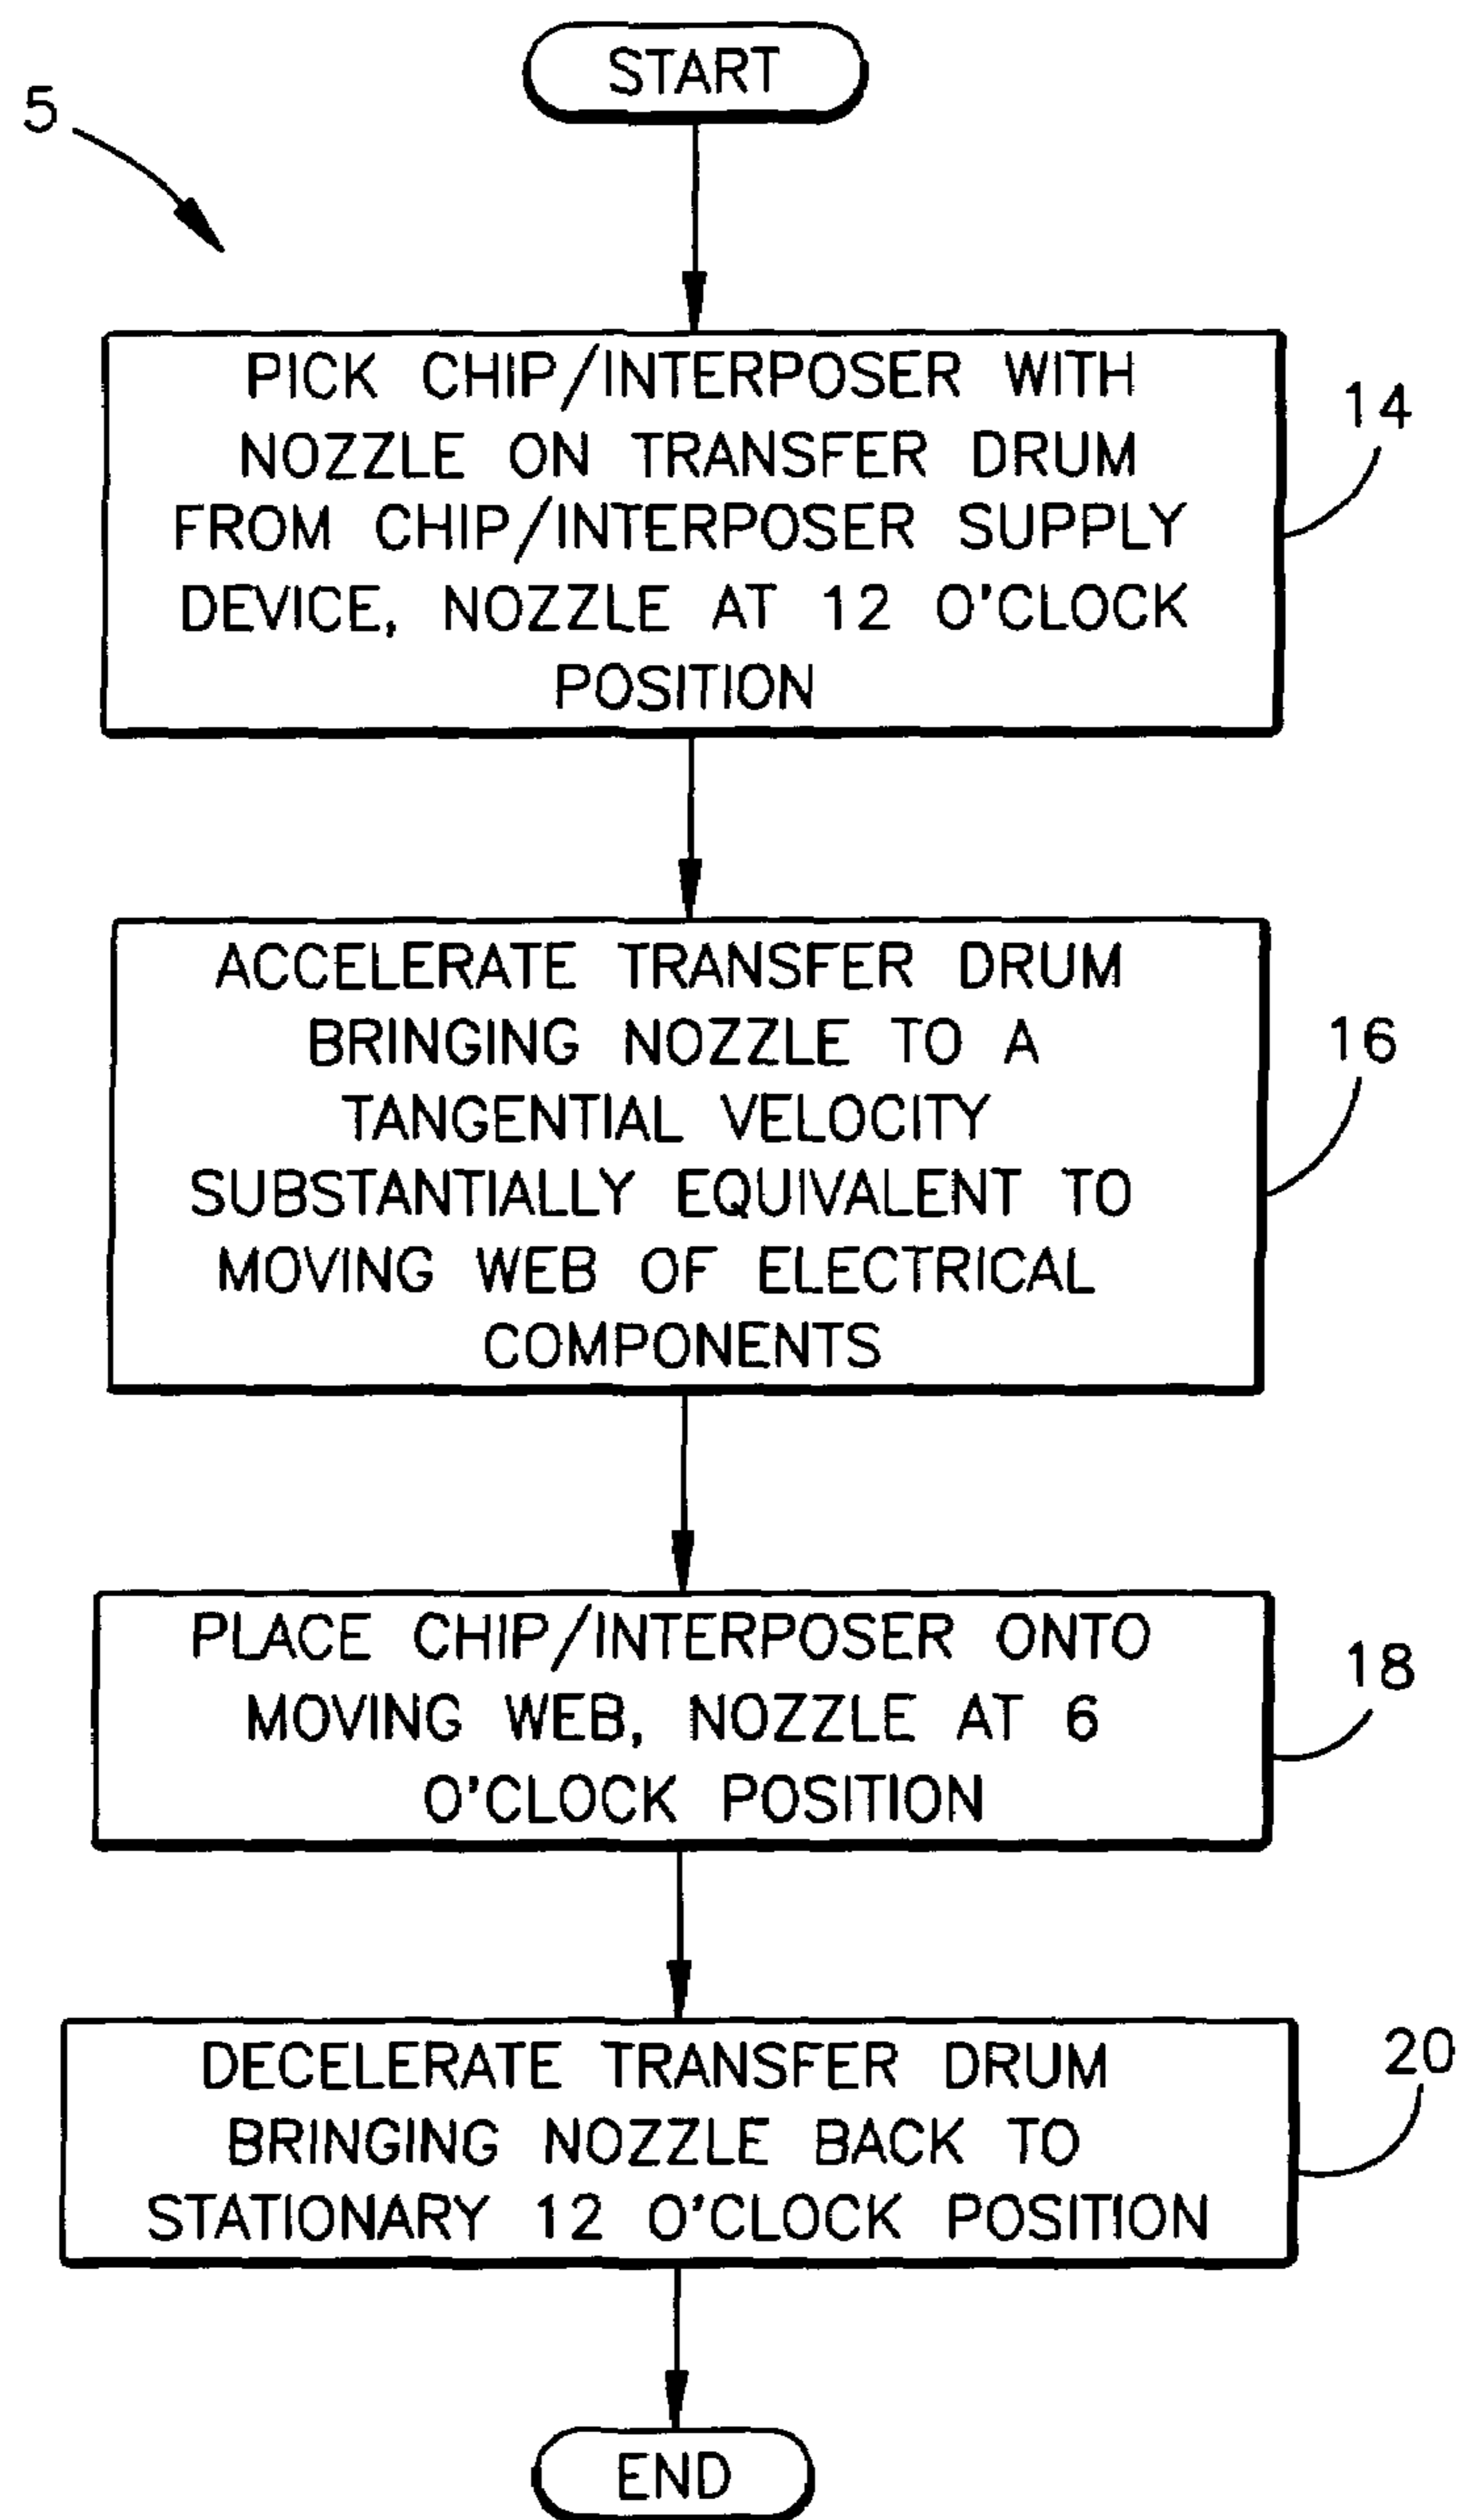 START
5
PICK CHIP/INTERPOSER WITH
NOZZLE ON TRANSFER DRUM
FROM CHIP/INTERPOSER SUPPLY
DEVICE, NOZZLE AT 12 O'CLOCK
POSITION
14
ACCELERATE TRANSFER DRUM
BRINGING NOZZLE TO A
TANGENTIAL VELOCITY
SUBSTANTIALLY EQUIVALENT TO
MOVING WEB OF ELECTRICAL
COMPONENTS
16
PLACE CHIP/INTERPOSER ONTO
MOVING WEB, NOZZLE AT 6
O'CLOCK POSITION
18
DECELERATE TRANSFER DRUM
BRINGING NOZZLE BACK TO
STATIONARY 12 O'CLOCK POSITION
20
END